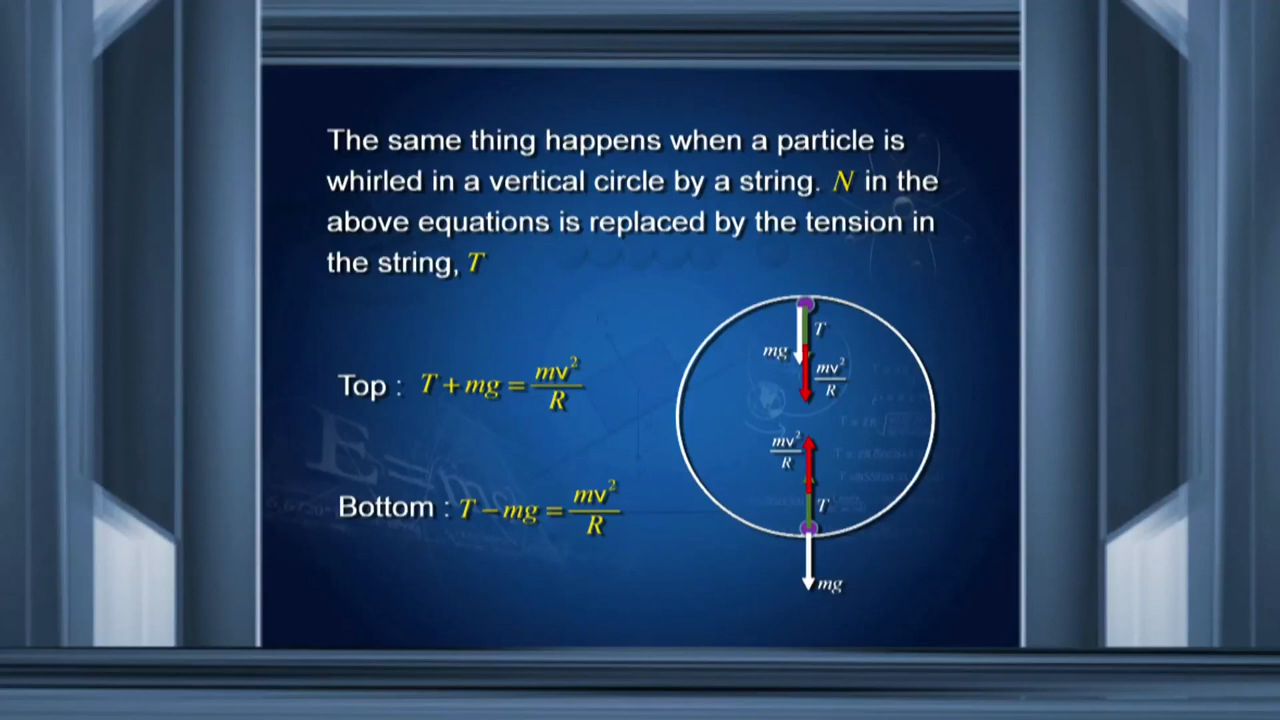 The same thing happens when a particle is
whirled in a vertical circle by a string. N in the
above equations is replaced by the tension in
the string, T
Top : T + mg = mv²/R
Bottom : T − mg = mv²/R
T
mg
mv²/R
mv²/R
T
mg
E=mc